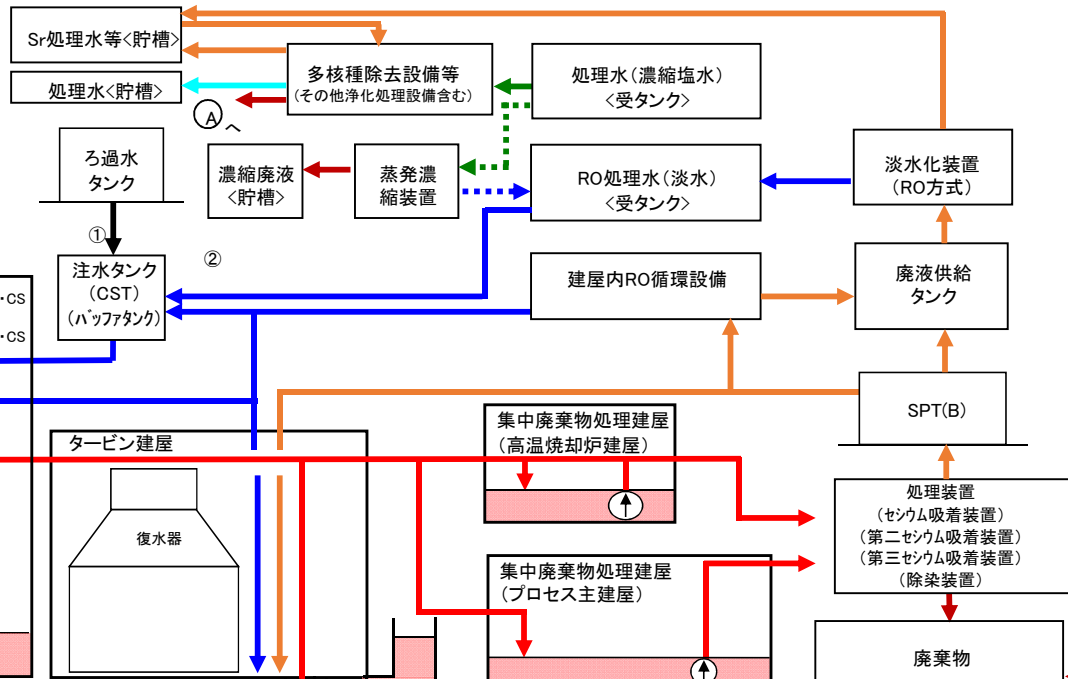 Sr処理水等<貯槽>
処理水<貯槽>
多核種除去設備等
(その他浄化処理設備含む)
A へ
処理水(濃縮塩水)
<受タンク>
ろ過水
タンク
濃縮廃液
<貯槽>
蒸発濃
縮装置
RO処理水(淡水)
<受タンク>
淡水化装置
(RO方式)
①
②
注水タンク
(CST)
(バッファタンク)
建屋内RO循環設備
廃液供給
タンク
・CS
・CS
SPT(B)
タービン建屋
復水器
集中廃棄物処理建屋
(高温焼却炉建屋)
集中廃棄物処理建屋
(プロセス主建屋)
処理装置
(セシウム吸着装置)
(第二セシウム吸着装置)
(第三セシウム吸着装置)
(除染装置)
廃棄物